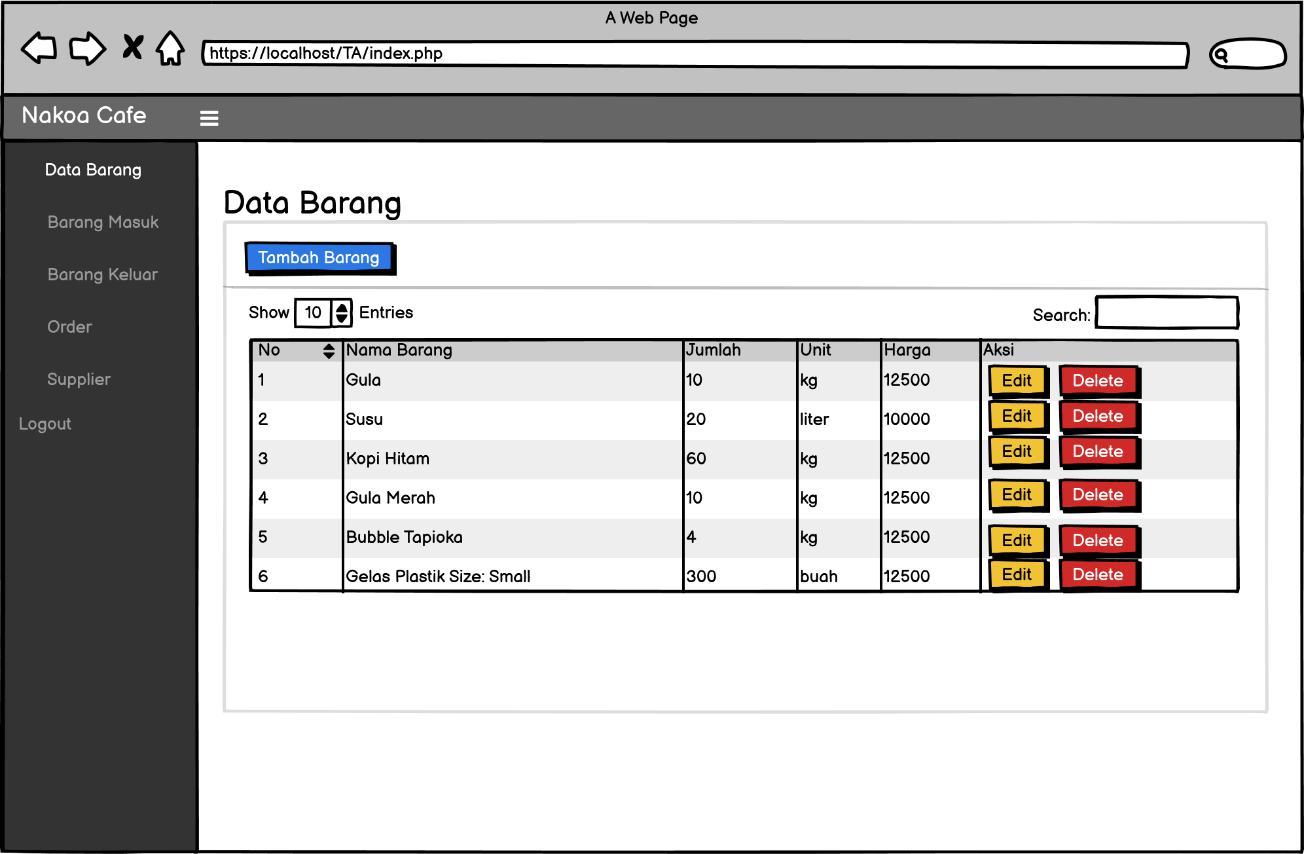 A Web Page
https://localhost/TA/index.php
Nakoa Cafe
Data Barang
Barang Masuk
Barang Keluar
Order
Supplier
Logout
Data Barang
Tambah Barang
Show 10 Entries
Search:
No Nama Barang Jumlah Unit Harga Aksi
1 Gula 10 kg 12500 Edit Delete
2 Susu 20 liter 10000 Edit Delete
3 Kopi Hitam 60 kg 12500 Edit Delete
4 Gula Merah 10 kg 12500 Edit Delete
5 Bubble Tapioka 4 kg 12500 Edit Delete
6 Gelas Plastik Size: Small 300 buah 12500 Edit Delete